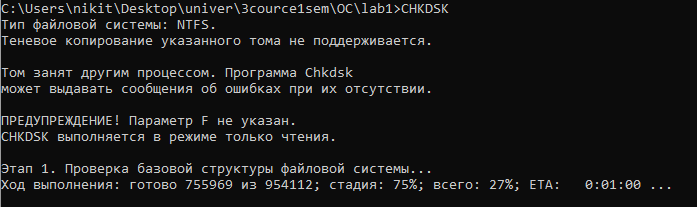 C:\Users\nikit\Desktop\univer\3cource1sem\OC\lab1>CHKDSK
Тип файловой системы: NTFS.
Теневое копирование указанного тома не поддерживается.
Том занят другим процессом. Программа Chkdsk
может выдавать сообщения об ошибках при их отсутствии.
ПРЕДУПРЕЖДЕНИЕ! Параметр F не указан.
CHKDSK выполняется в режиме только чтения.
Этап 1. Проверка базовой структуры файловой системы...
Ход выполнения: готово 755969 из 954112; стадия: 75%; всего: 27%; ETA:   0:01:00 ...